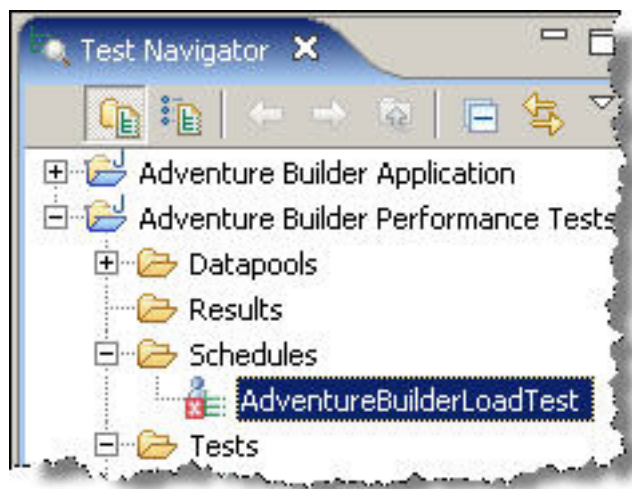 Test Navigator
Adventure Builder Application
Adventure Builder Performance Tests
Datapools
Results
Schedules
AdventureBuilderLoadTest
Tests